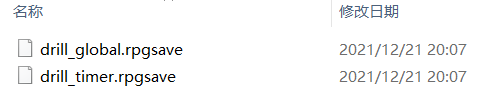 名称 修改日期
drill_global.rpgsave 2021/12/21 20:07
drill_timer.rpgsave 2021/12/21 20:07